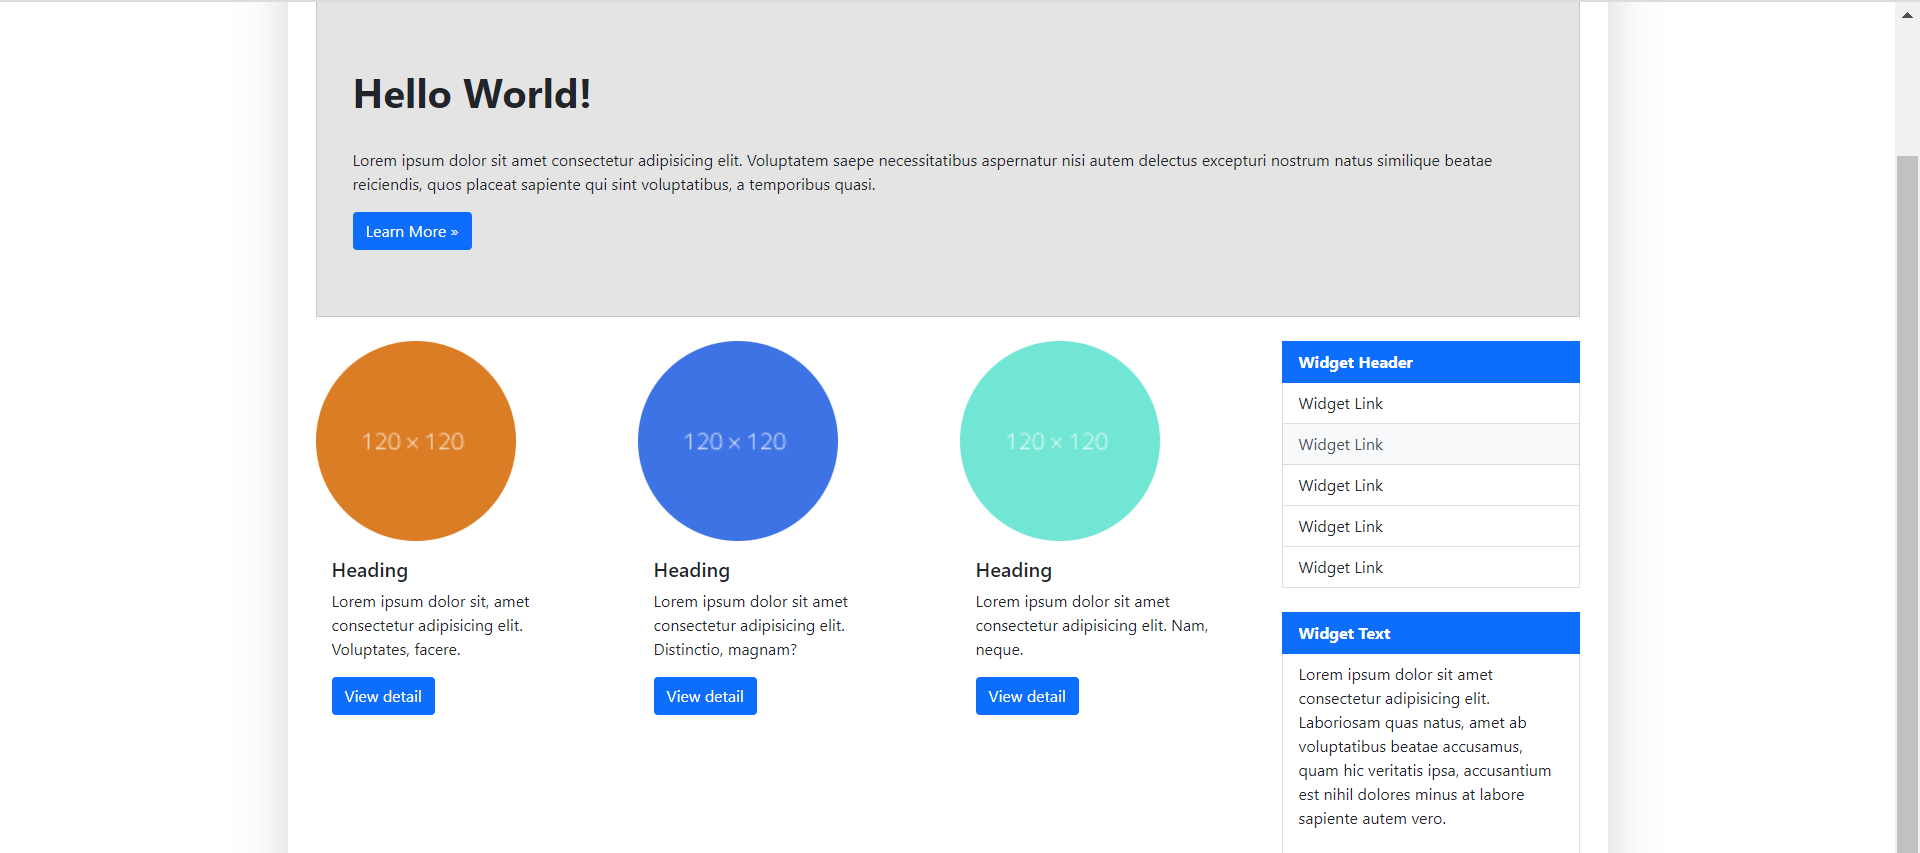 Hello World!
Lorem ipsum dolor sit amet consectetur adipisicing elit. Voluptatem saepe necessitatibus aspernatur nisi autem delectus excepturi nostrum natus similique beatae
reiciendis, quos placeat sapiente qui sint voluptatibus, a temporibus quasi.
Learn More »
120 × 120
Heading
Lorem ipsum dolor sit, amet
consectetur adipisicing elit.
Voluptates, facere.
View detail
120 × 120
Heading
Lorem ipsum dolor sit amet
consectetur adipisicing elit.
Distinctio, magnam?
View detail
120 × 120
Heading
Lorem ipsum dolor sit amet
consectetur adipisicing elit. Nam,
neque.
View detail
Widget Header
Widget Link
Widget Link
Widget Link
Widget Link
Widget Link
Widget Text
Lorem ipsum dolor sit amet
consectetur adipisicing elit.
Laboriosam quas natus, amet ab
voluptatibus beatae accusamus,
quam hic veritatis ipsa, accusantium
est nihil dolores minus at labore
sapiente autem vero.